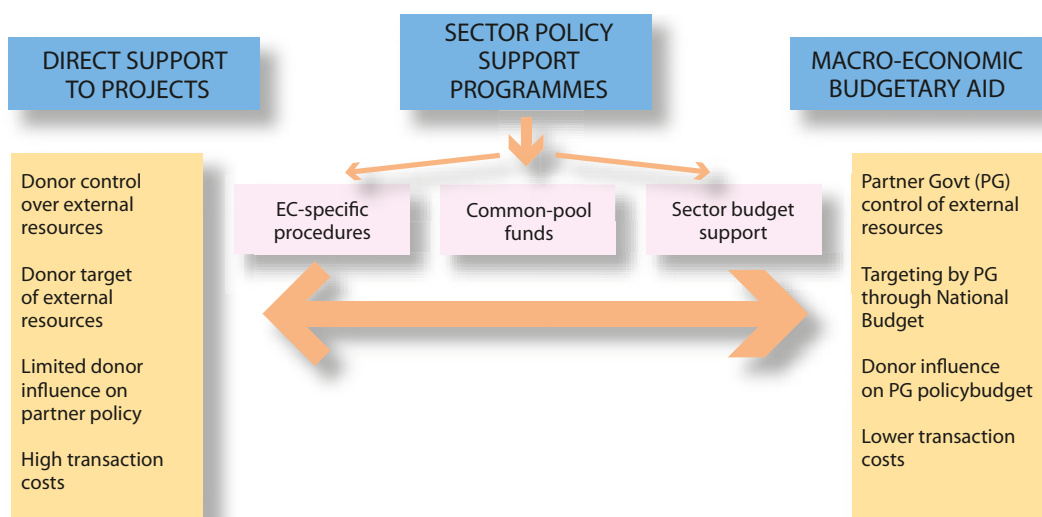 DIRECT SUPPORT
TO PROJECTS
SECTOR POLICY
SUPPORT
PROGRAMMES
MACRO-ECONOMIC
BUDGETARY AID
Donor control
over external
resources
Donor target
of external
resources
Limited donor
influence on
partner policy
High transaction
costs
EC-specific
procedures
Common-pool
funds
Sector budget
support
Partner Govt (PG)
control of external
resources
Targeting by PG
through National
Budget
Donor influence
on PG policybudget
Lower transaction
costs